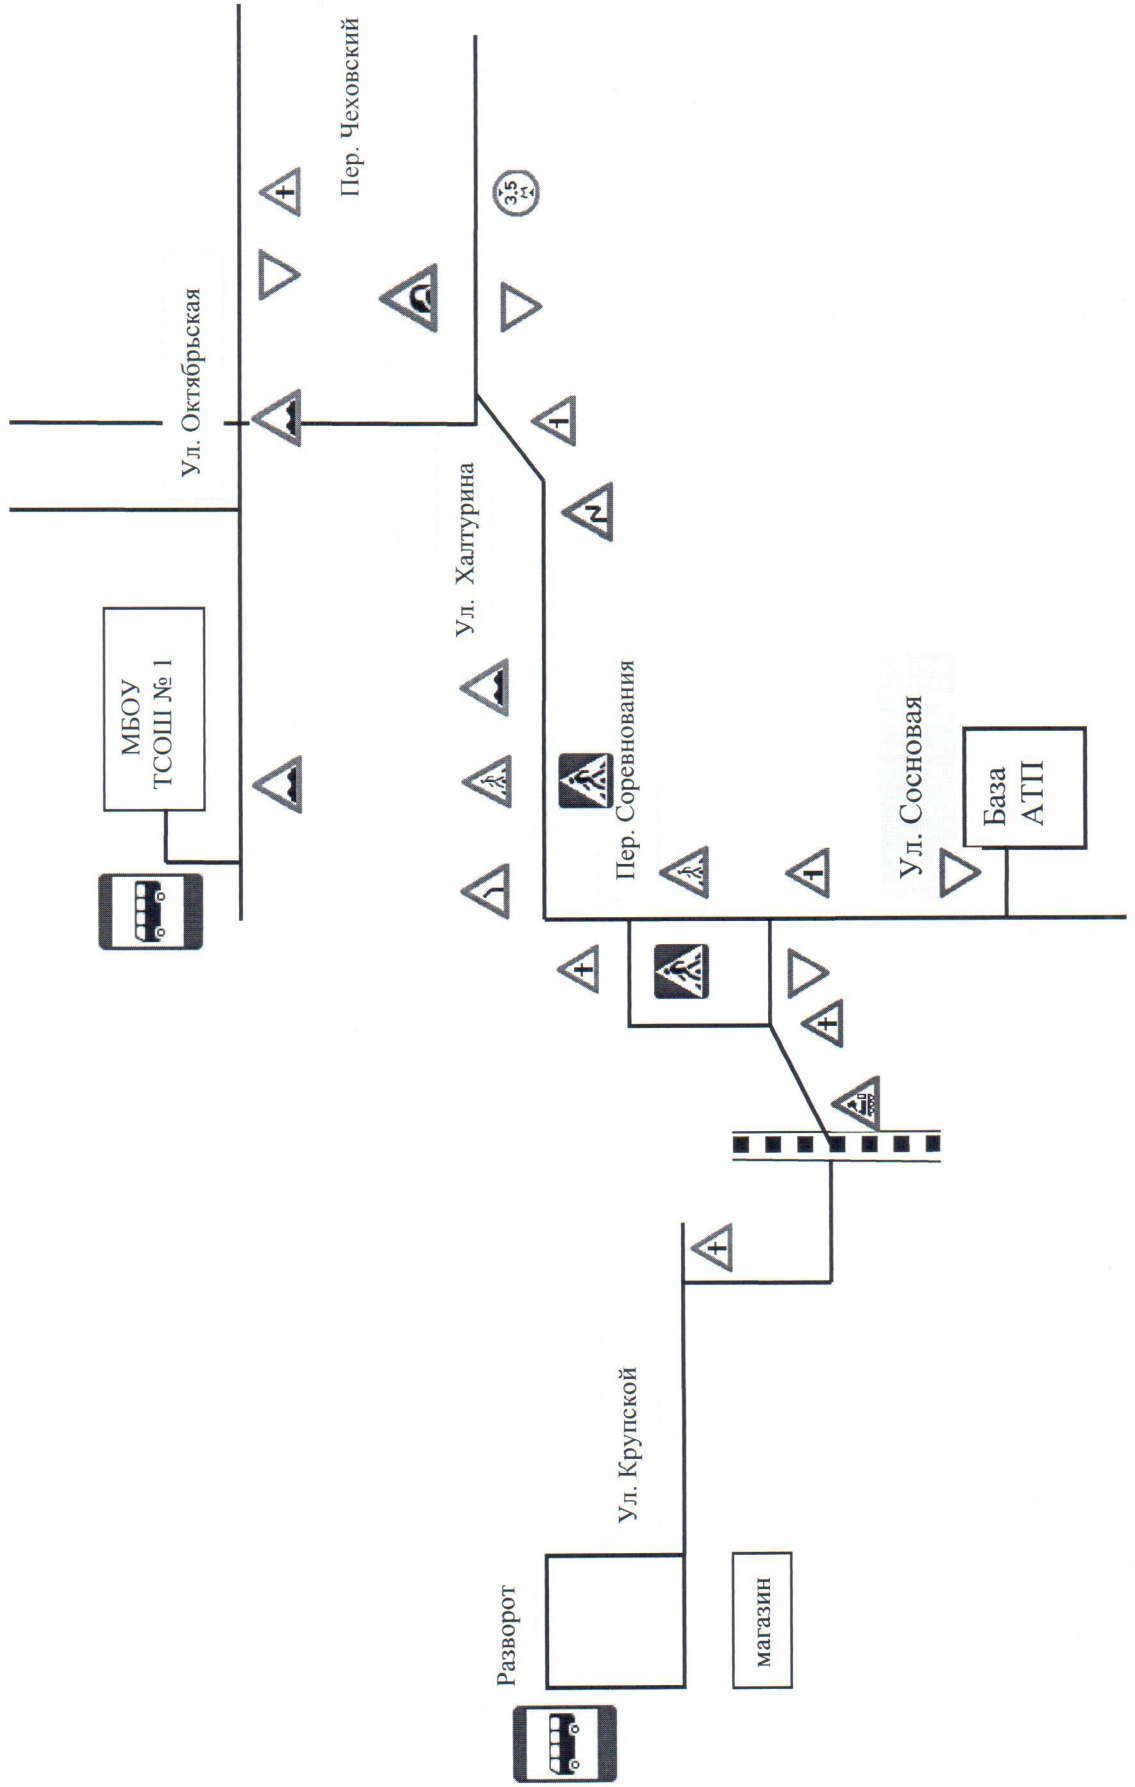 Разворот
магазин
Ул. Крупской
МБОУ
ТСОШ № 1
Ул. Октябрьская
Пер. Чеховский
Ул. Халтурина
Пер. Соревнования
Ул. Сосновая
База
АТП
3.5
М